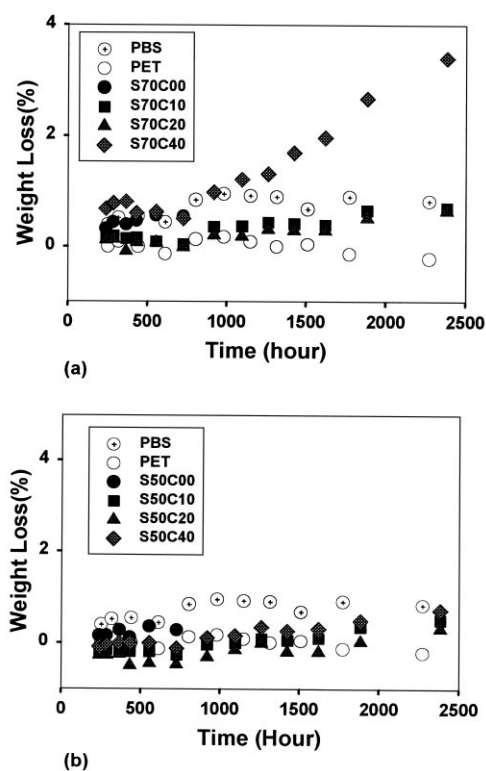 4
PBS
PET
S70C00
S70C10
S70C20
S70C40
2
0
Weight Loss(%)
0 500 1000 1500 2000 2500
Time (hour)
(a)
4
PBS
PET
S50C00
S50C10
S50C20
S50C40
2
0
Weight Loss(%)
0 500 1000 1500 2000 2500
Time (Hour)
(b)